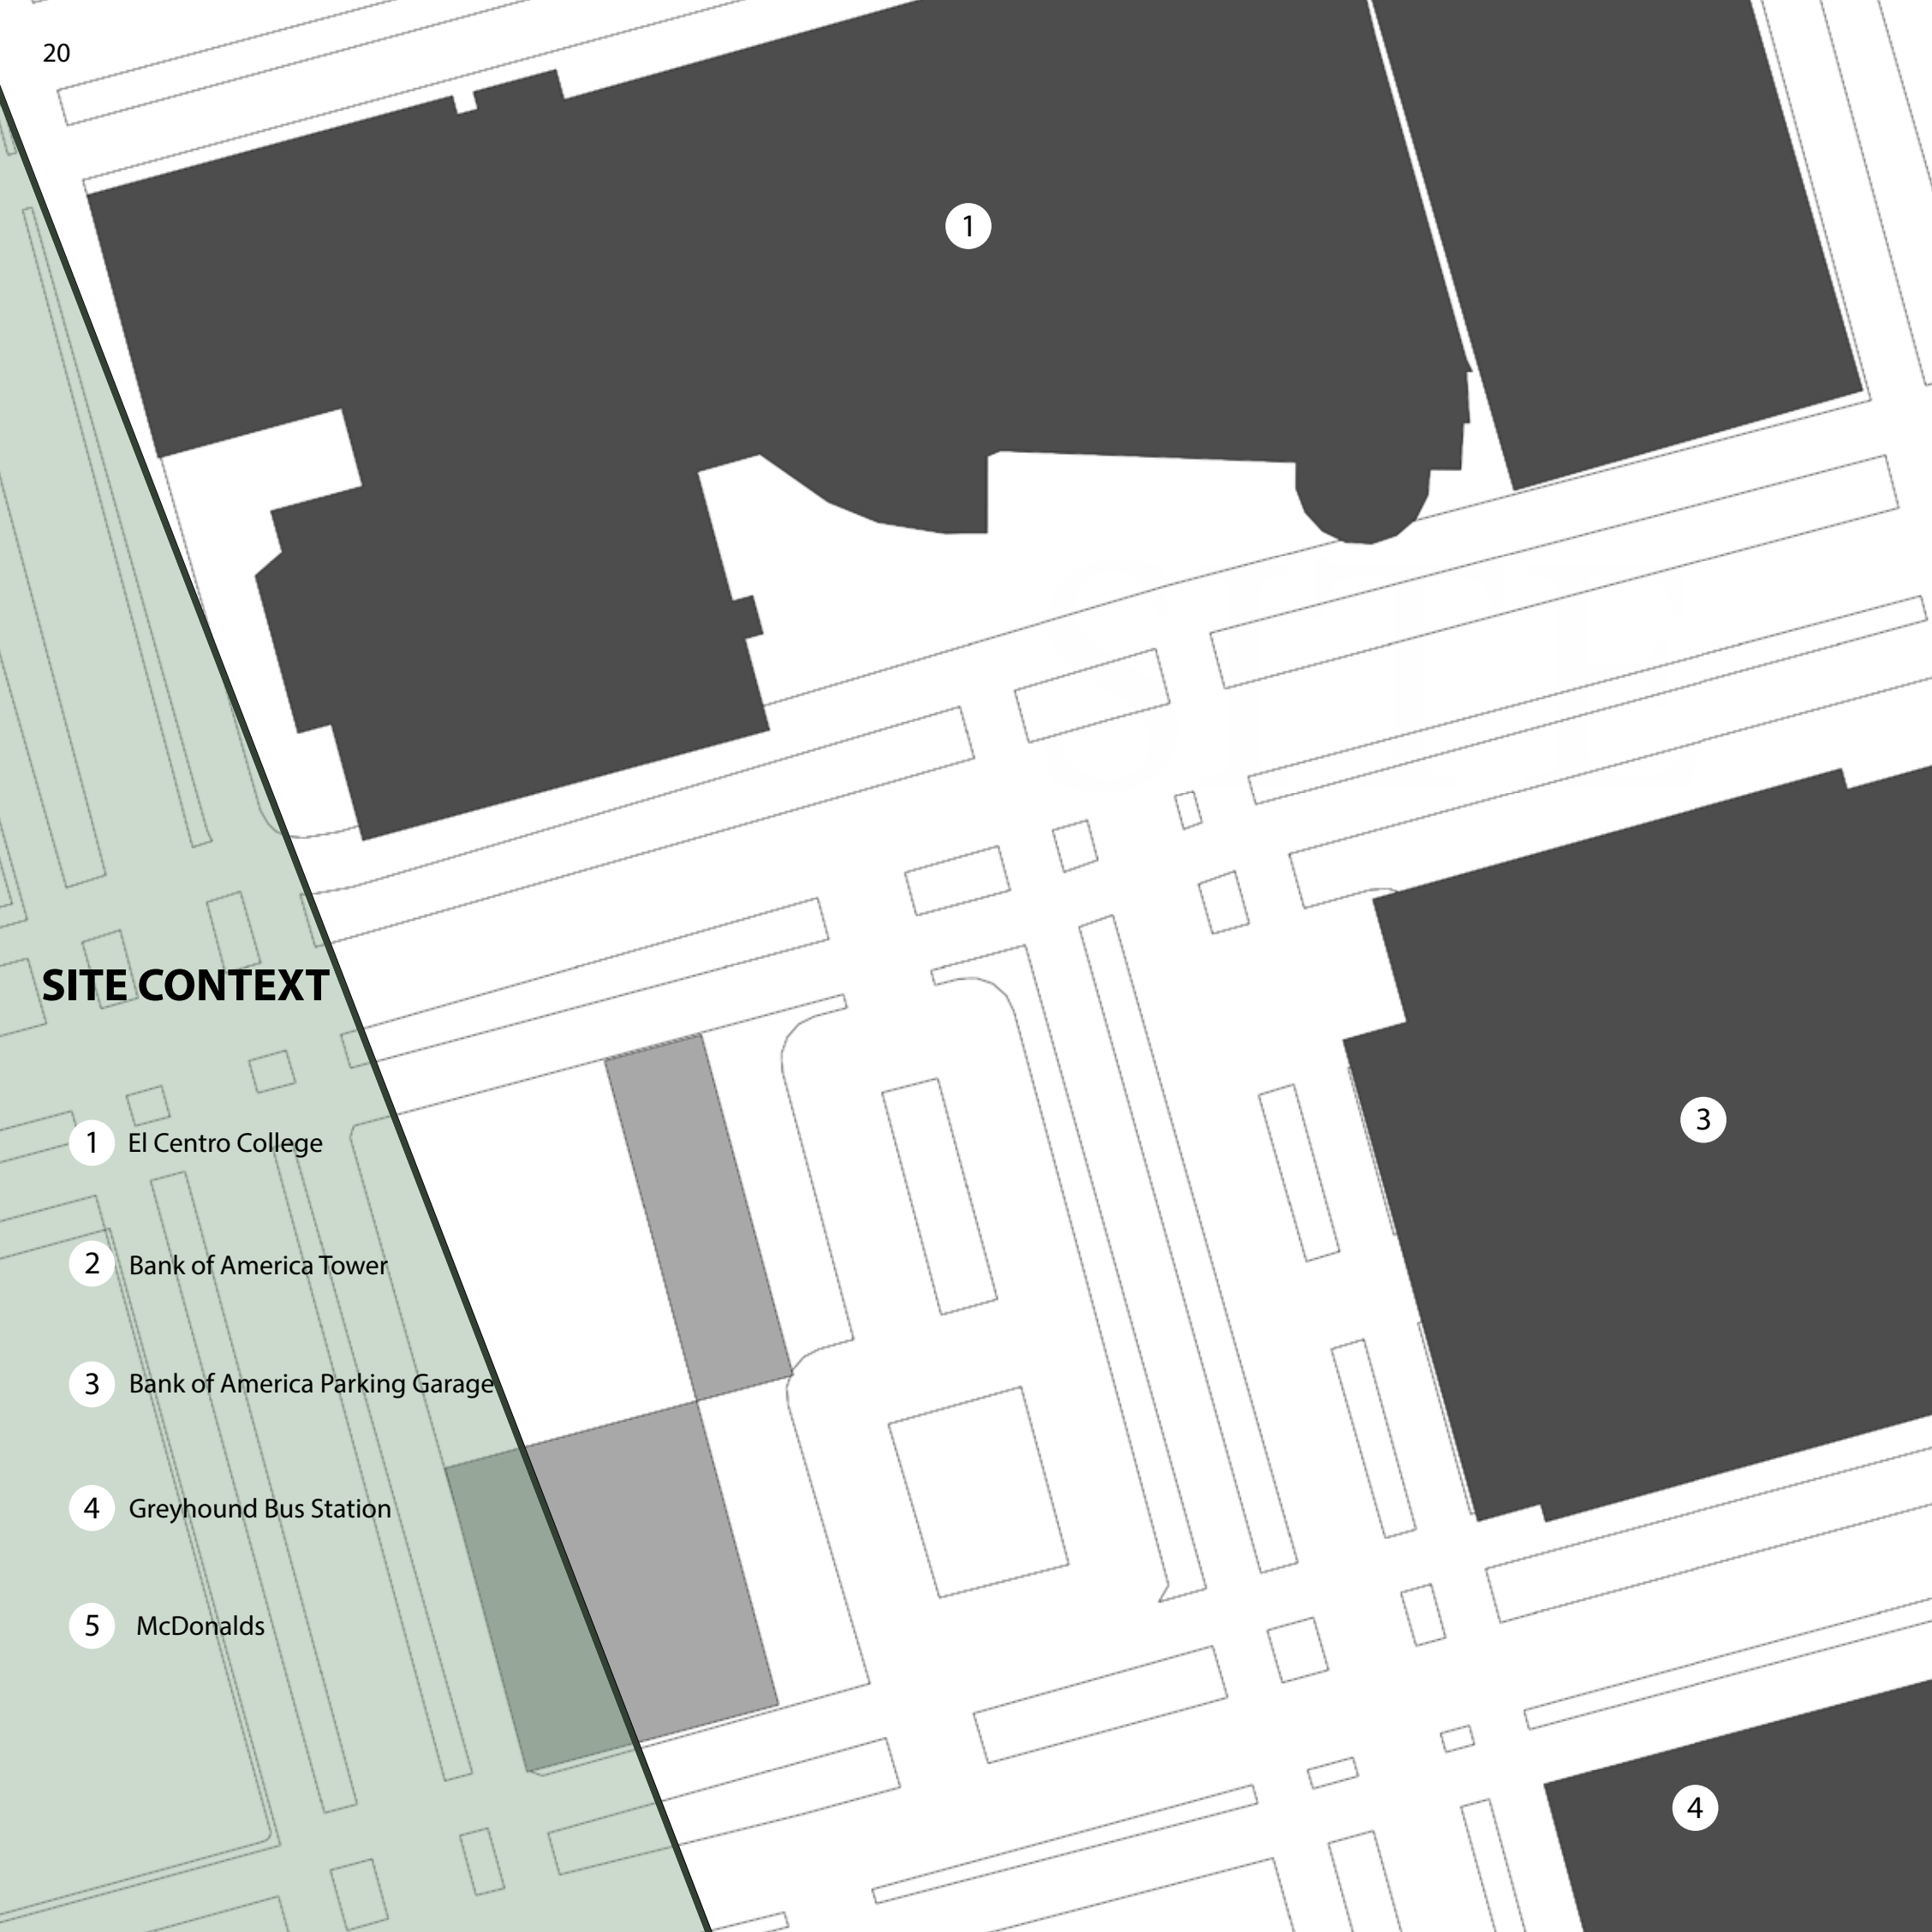 20
1
3
SITE CONTEXT
1 El Centro College
2 Bank of America Tower
3 Bank of America Parking Garage
4 Greyhound Bus Station
5 McDonalds
4